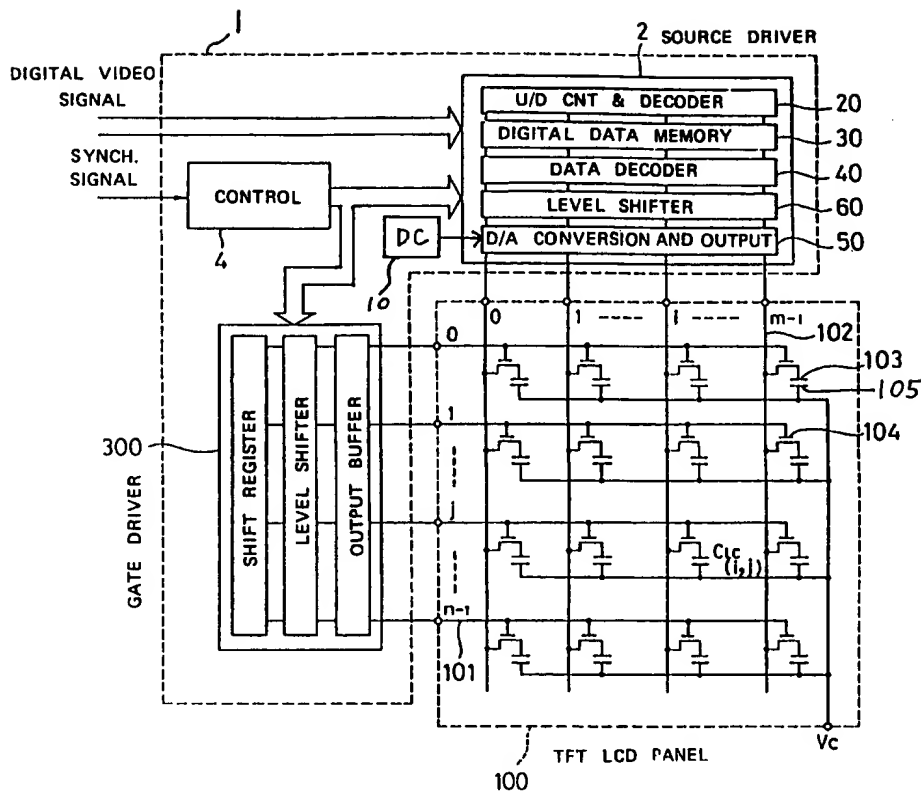 1
2 SOURCE DRIVER
DIGITAL VIDEO
SIGNAL
U/D CNT & DECODER
20
DIGITAL DATA MEMORY
30
SYNCH.
SIGNAL
DATA DECODER
40
CONTROL
LEVEL SHIFTER
60
4
DC
D/A CONVERSION AND OUTPUT
50
10
0
1
i
m-1
102
0
103
105
1
104
300
GATE DRIVER
SHIFT REGISTER
LEVEL SHIFTER
OUTPUT BUFFER
j
CLC
(i,j)
n-1
101
100
TFT LCD PANEL
Vc